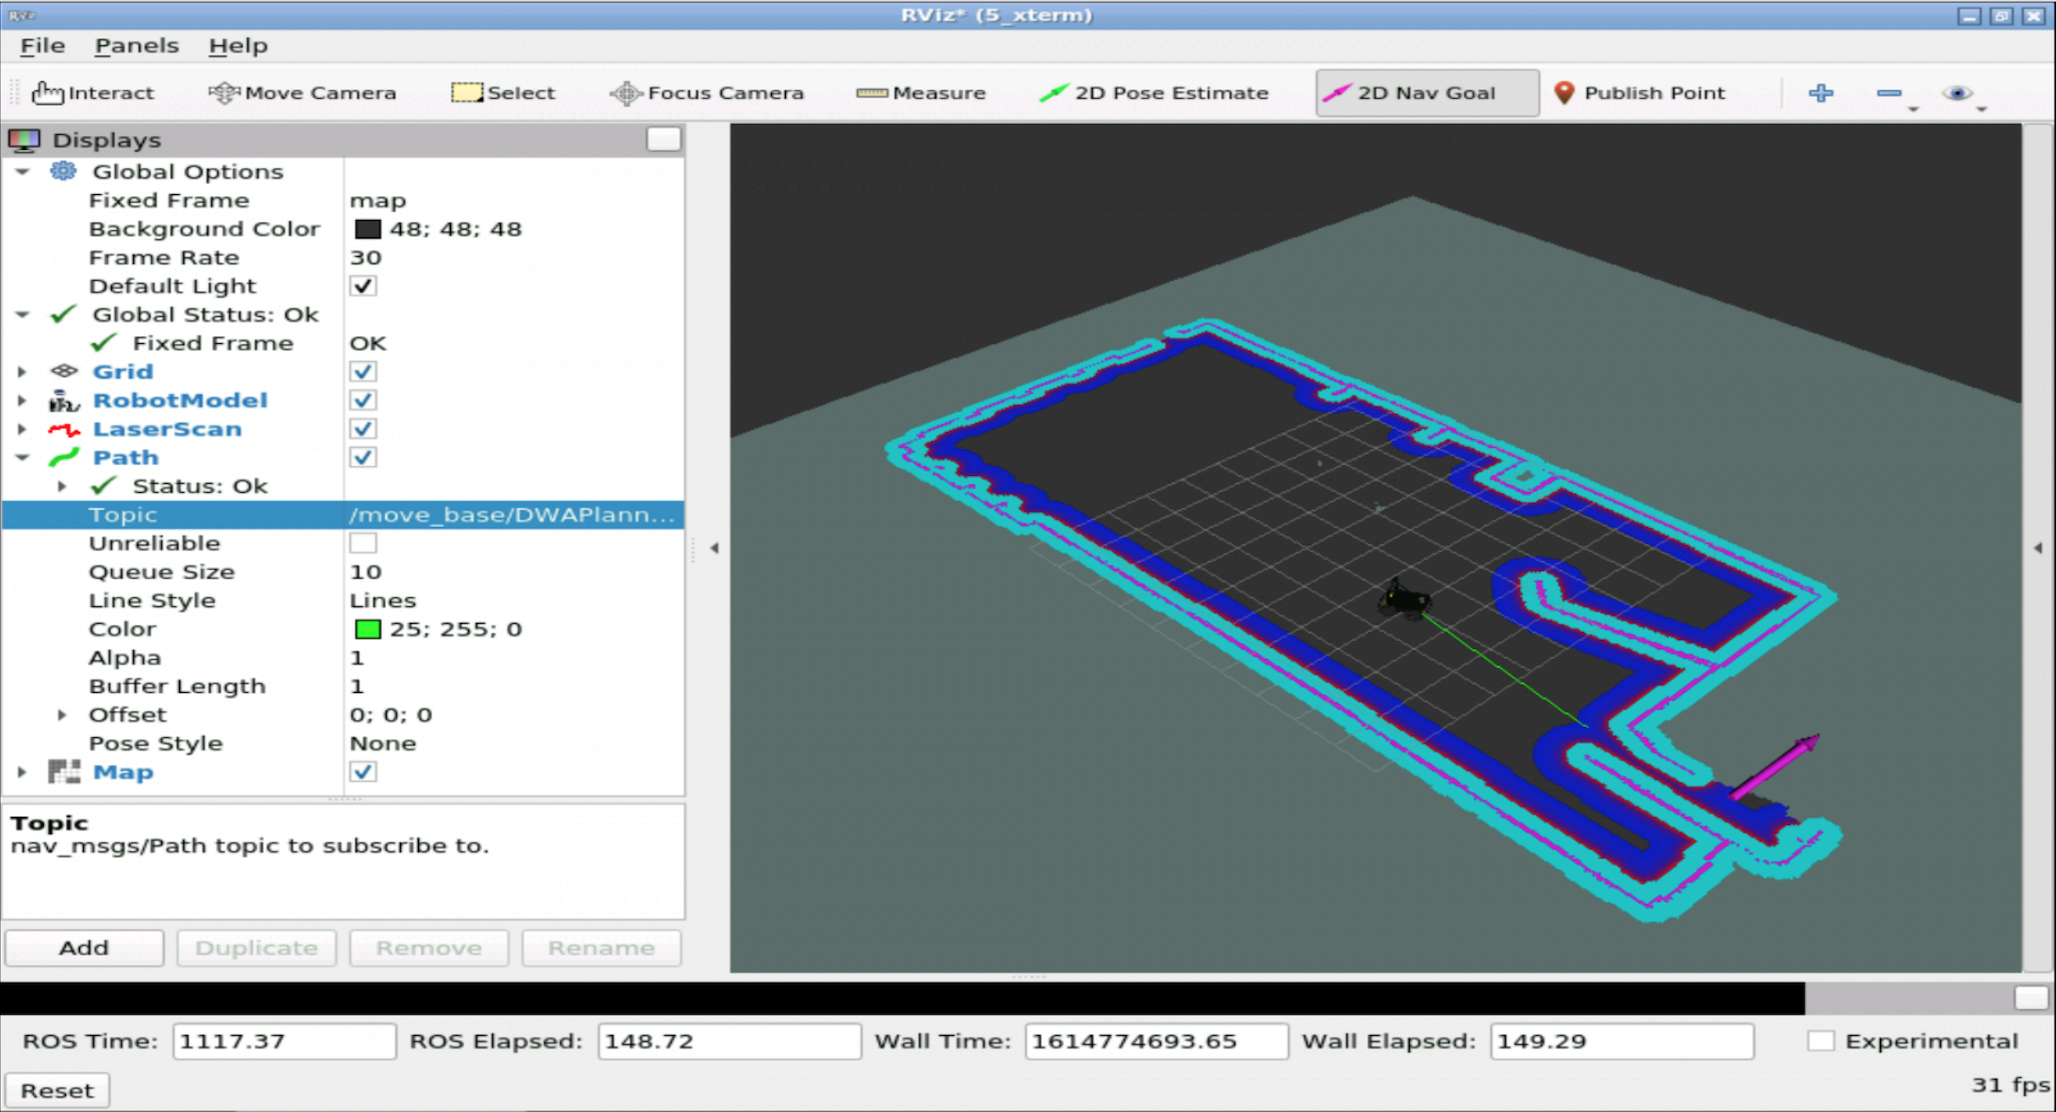 RViz* (5_xterm)
File Panels Help
Interact Move Camera Select Focus Camera Measure 2D Pose Estimate 2D Nav Goal Publish Point
Displays
Global Options
Fixed Frame map
Background Color 48; 48; 48
Frame Rate 30
Default Light
Global Status: Ok
Fixed Frame OK
Grid
RobotModel
LaserScan
Path
Status: Ok
Topic /move_base/DWAPlann...
Unreliable
Queue Size 10
Line Style Lines
Color 25; 255; 0
Alpha 1
Buffer Length 1
Offset 0; 0; 0
Pose Style None
Map
Topic
nav_msgs/Path topic to subscribe to.
Add Duplicate Remove Rename
ROS Time: 1117.37 ROS Elapsed: 148.72 Wall Time: 1614774693.65 Wall Elapsed: 149.29 Experimental
Reset 31 fps